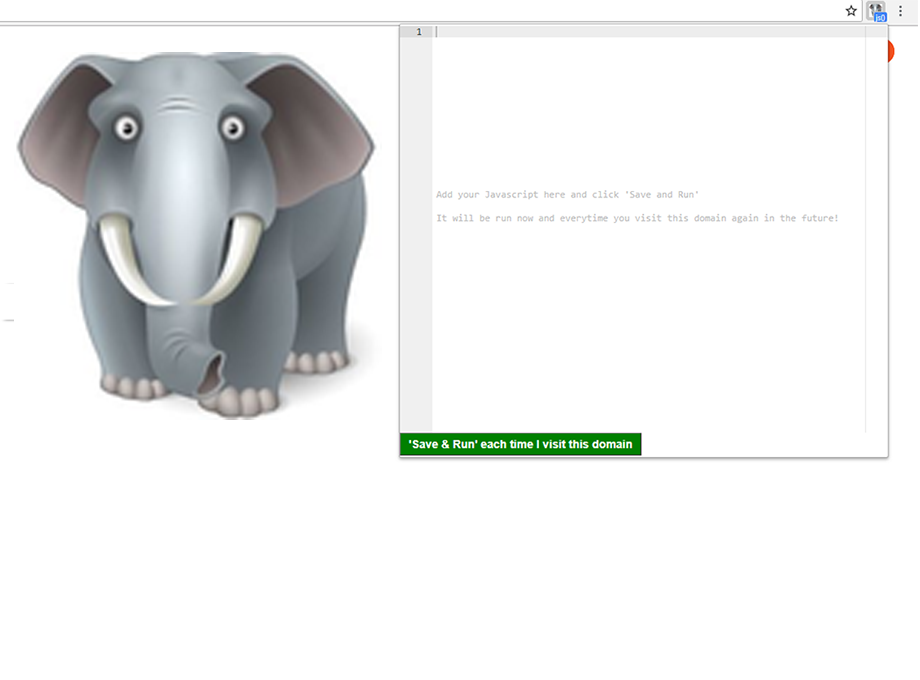 js0
1
Add your Javascript here and click 'Save and Run'
It will be run now and everytime you visit this domain again in the future!
'Save & Run' each time I visit this domain